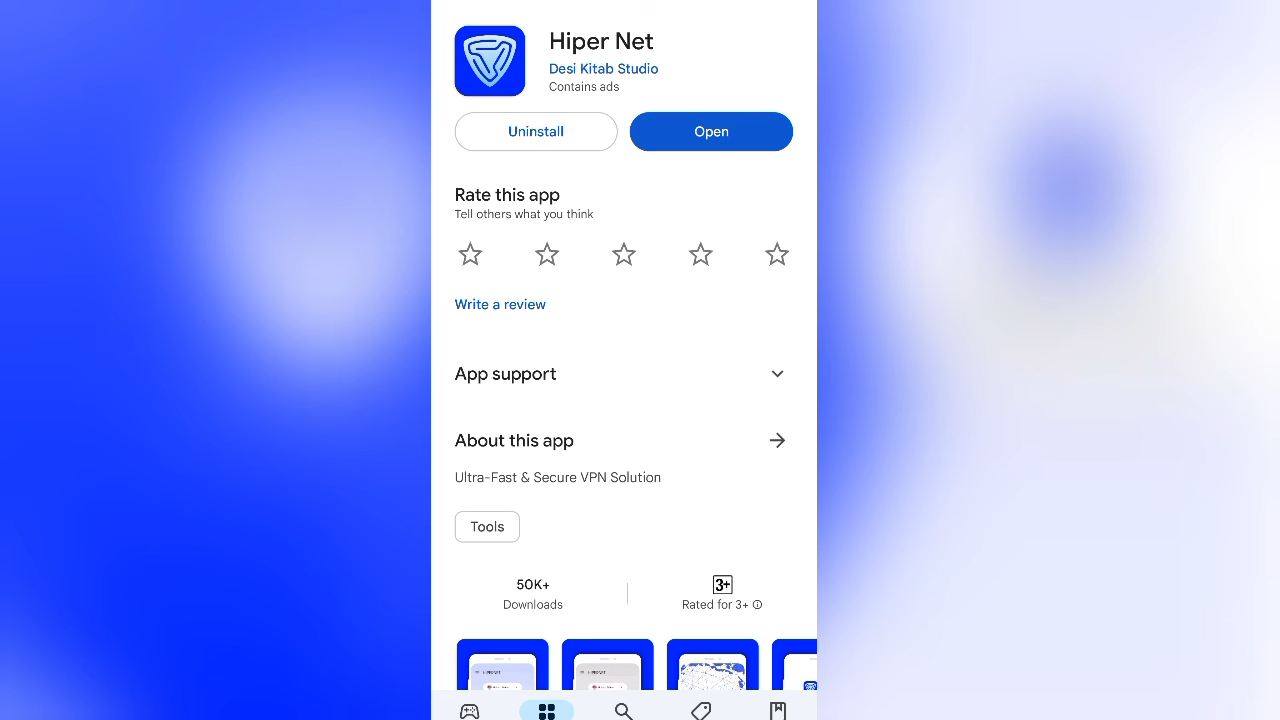 Hiper Net
Desi Kitab Studio
Contains ads
Uninstall
Open
Rate this app
Tell others what you think
Write a review
App support
About this app
Ultra-Fast & Secure VPN Solution
Tools
50K+
3+
Downloads
Rated for 3+